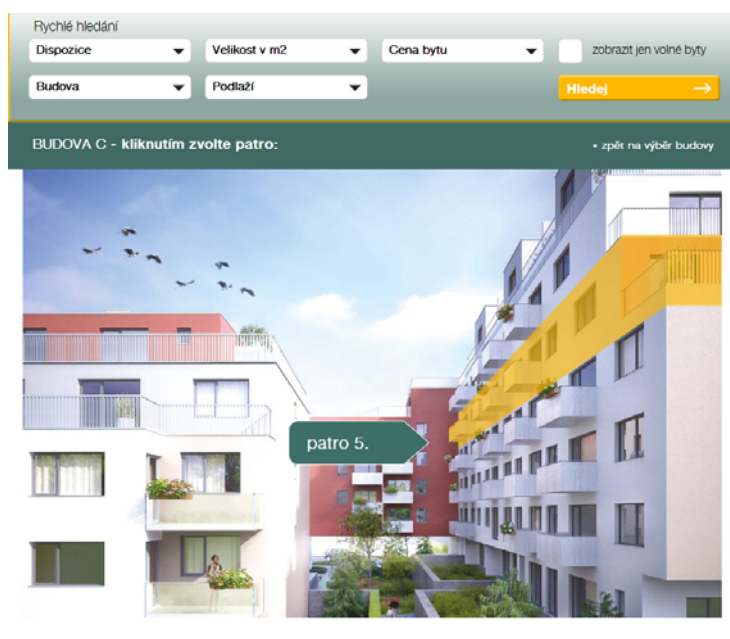 Rychlé hledání
Dispozice Velikost v m2 Cena bytu zobrazit jen volné byty
Budova Podlaží Hledej
BUDOVA C - kliknutím zvolte patro: • zpět na výběr budovy
patro 5.